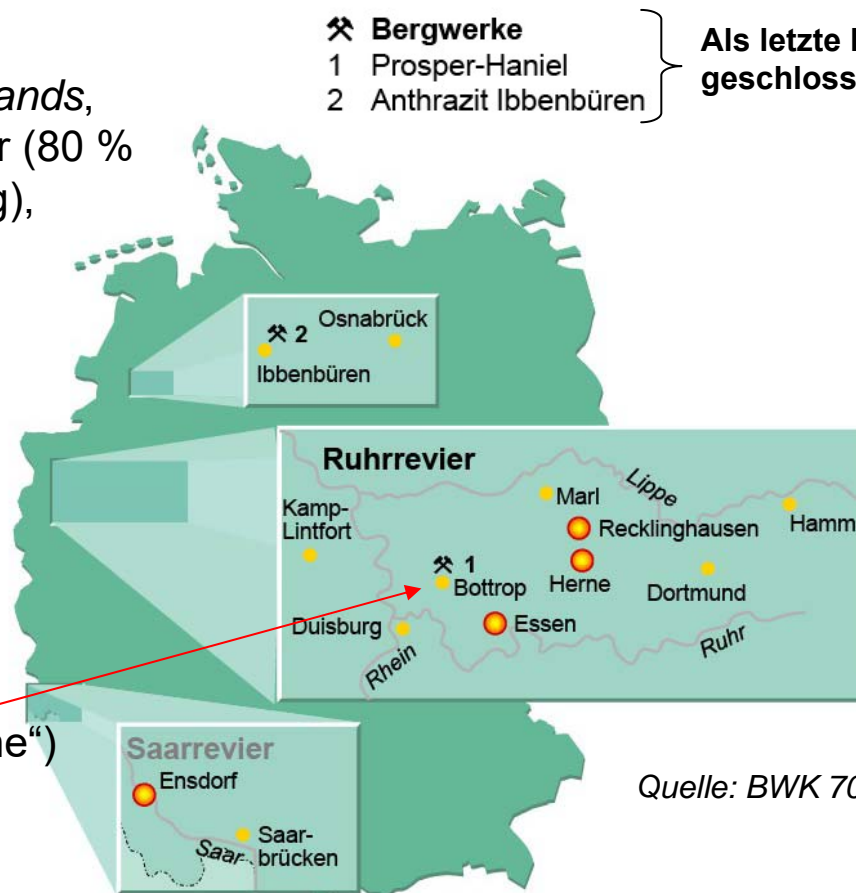 ⚒ Bergwerke
1 Prosper-Haniel
2 Anthrazit Ibbenbüren
Als letzte
geschloss
ands,
r (80 %
g),
⚒ 2
Osnabrück
Ibbenbüren
Ruhrrevier
Kamp-
Lintfort
Marl
Lippe
Recklinghausen
Hamm
⚒ 1
Bottrop
Herne
Dortmund
Duisburg
Essen
Rhein
Ruhr
ne“)
Saarrevier
Ensdorf
Saar-
brücken
Saar
Quelle: BWK 70